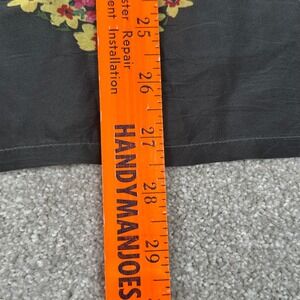 ster Repair
ent Installation
HANDYMANJOES
25
26
27
28
29